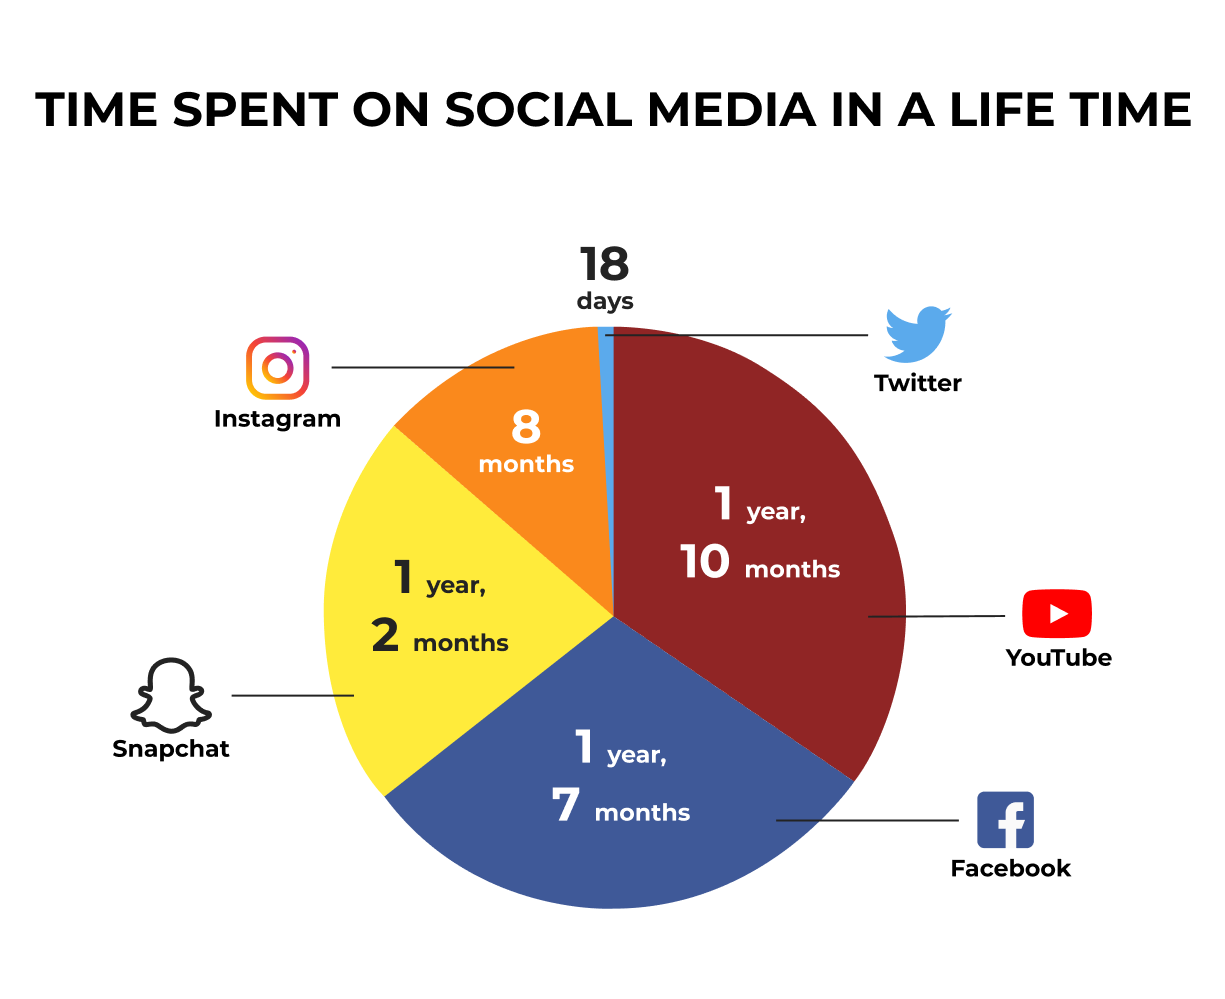 TIME SPENT ON SOCIAL MEDIA IN A LIFE TIME
18
days
Twitter
Instagram
8
months
1 year,
10 months
YouTube
1 year,
2 months
Snapchat
1 year,
7 months
Facebook